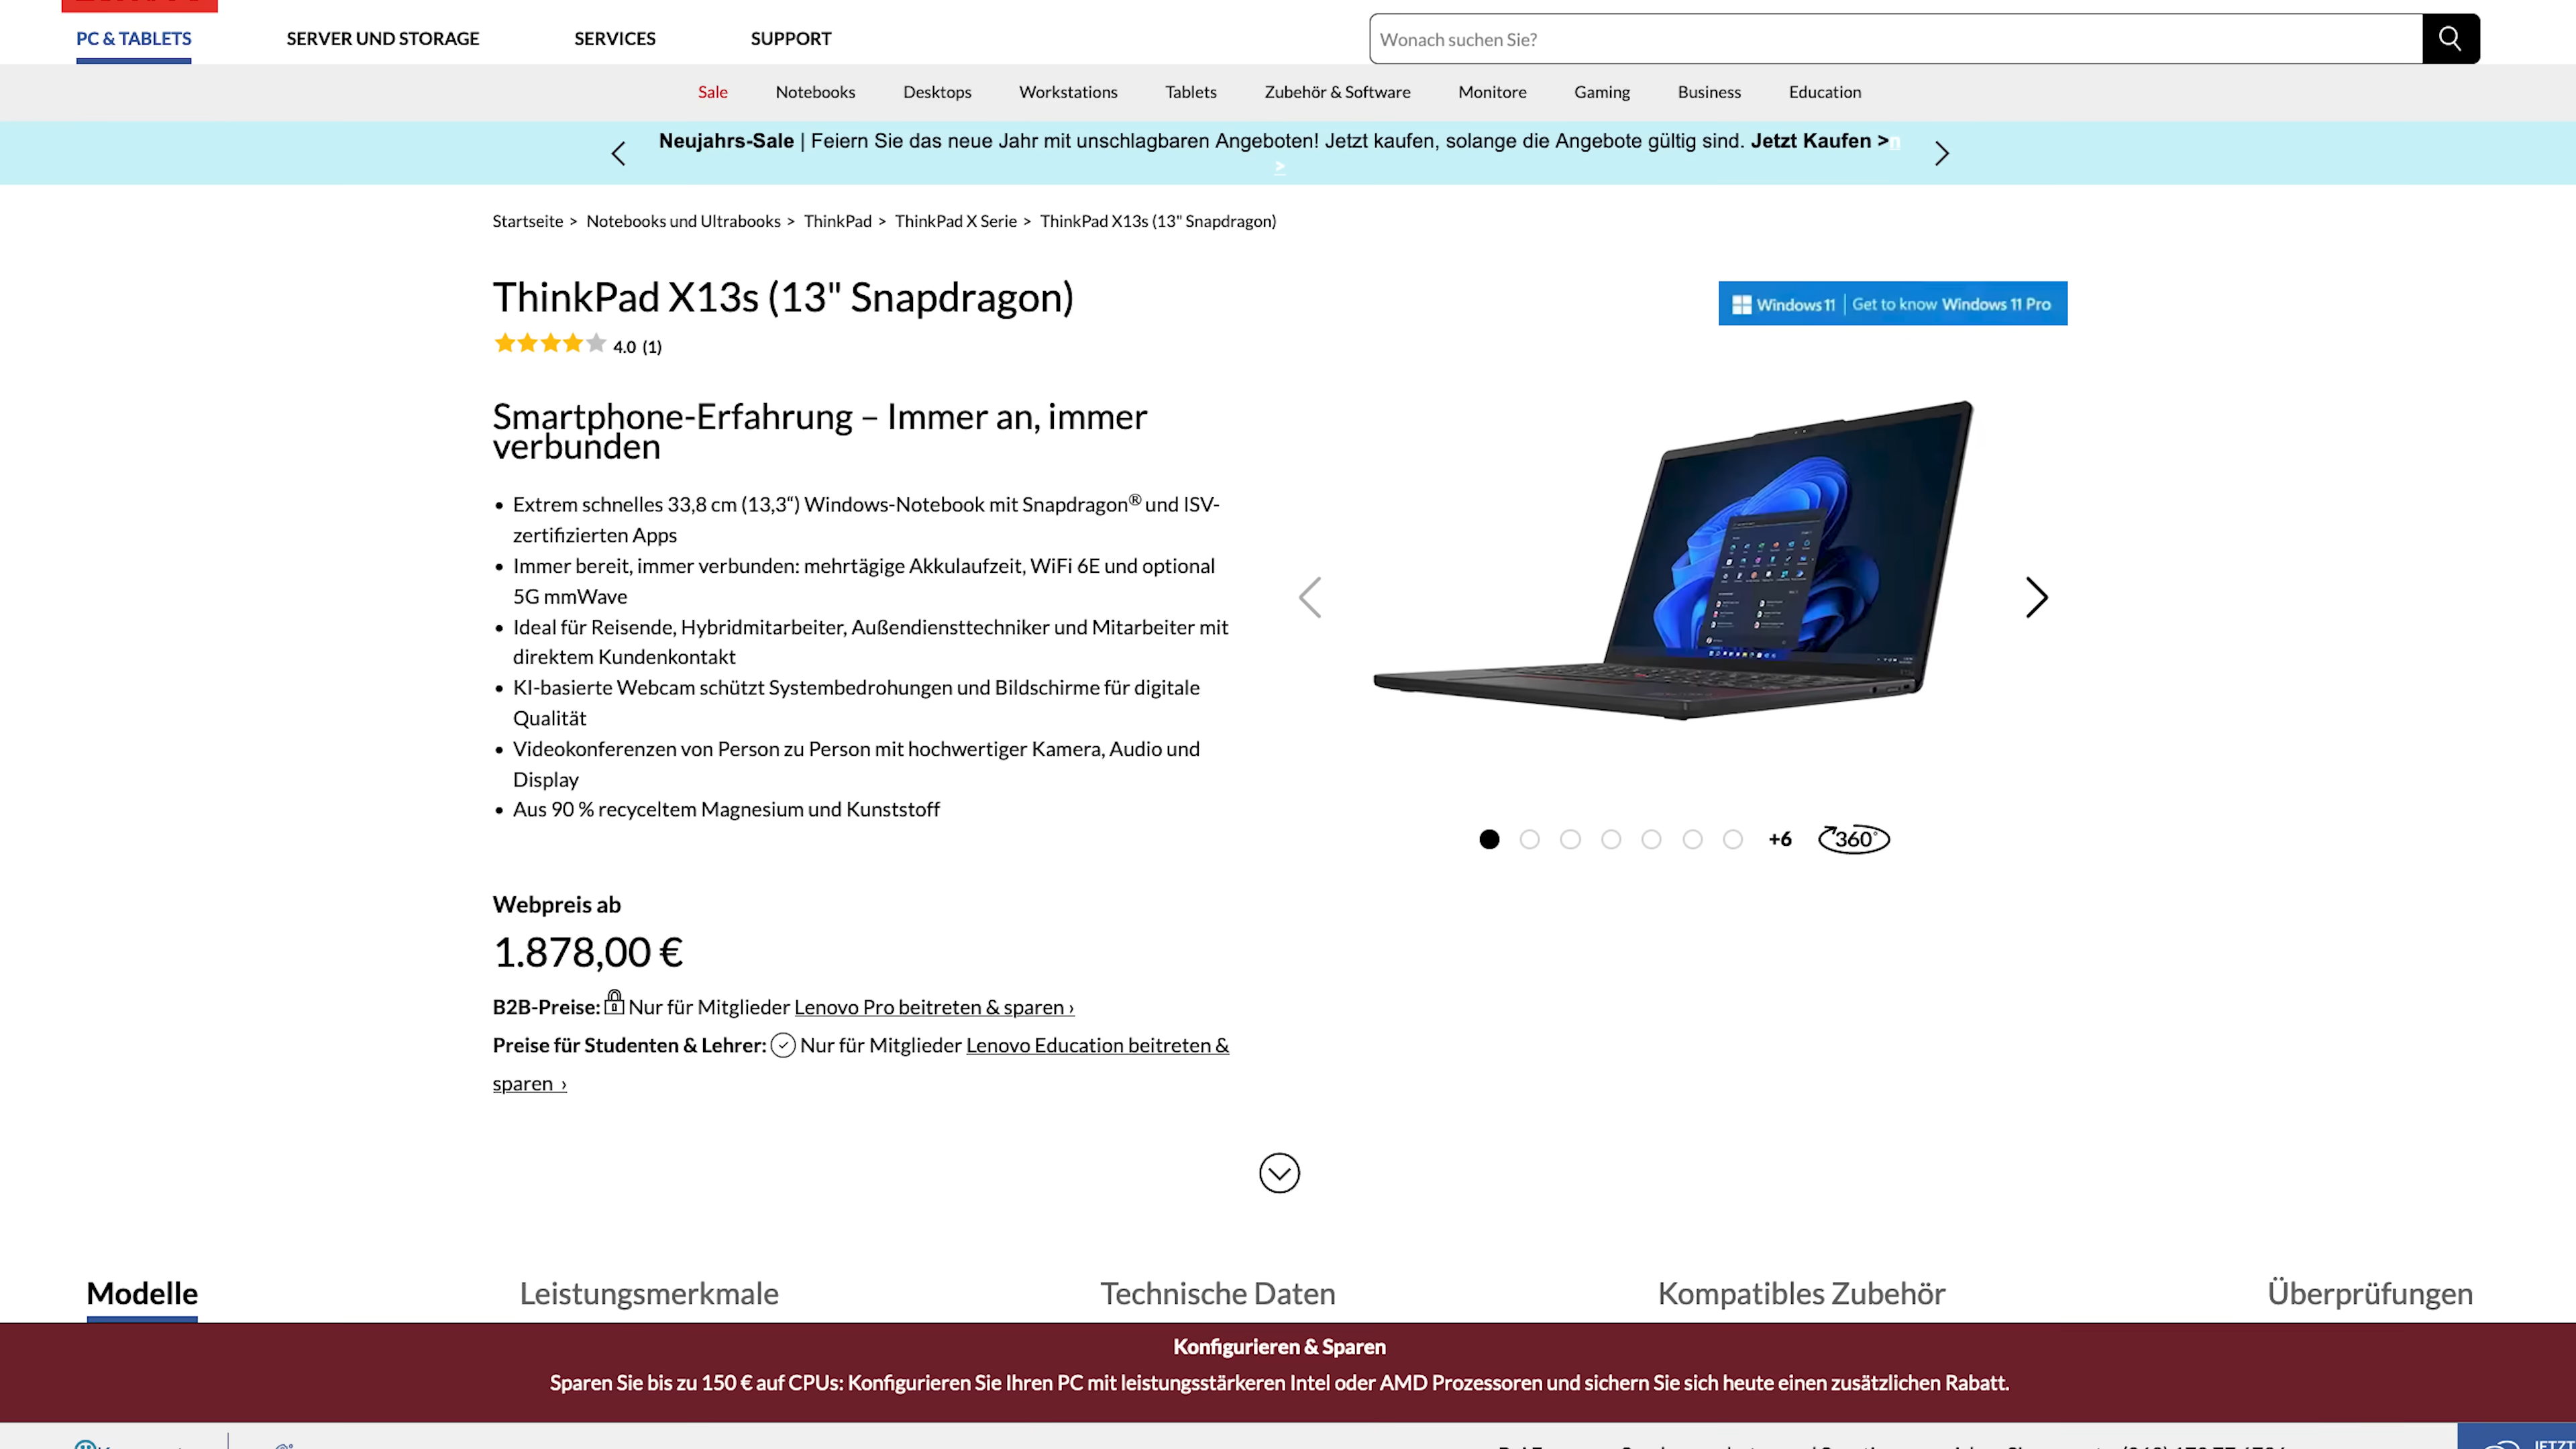 PC & TABLETS
SERVER UND STORAGE
SERVICES
SUPPORT
Wonach suchen Sie?
Sale
Notebooks
Desktops
Workstations
Tablets
Zubehör & Software
Monitore
Gaming
Business
Education
Neujahrs-Sale | Feiern Sie das neue Jahr mit unschlagbaren Angeboten! Jetzt kaufen, solange die Angebote gültig sind. Jetzt Kaufen >n
>
Startseite > Notebooks und Ultrabooks > ThinkPad > ThinkPad X Serie > ThinkPad X13s (13" Snapdragon)
ThinkPad X13s (13" Snapdragon)
4.0 (1)
Windows 11 | Get to know Windows 11 Pro
Smartphone-Erfahrung – Immer an, immer
verbunden
• Extrem schnelles 33,8 cm (13,3“) Windows-Notebook mit Snapdragon® und ISV-
zertifizierten Apps
• Immer bereit, immer verbunden: mehrtägige Akkulaufzeit, WiFi 6E und optional
5G mmWave
• Ideal für Reisende, Hybridmitarbeiter, Außendiensttechniker und Mitarbeiter mit
direktem Kundenkontakt
• KI-basierte Webcam schützt Systembedrohungen und Bildschirme für digitale
Qualität
• Videokonferenzen von Person zu Person mit hochwertiger Kamera, Audio und
Display
• Aus 90 % recyceltem Magnesium und Kunststoff
+6
360°
Webpreis ab
1.878,00 €
B2B-Preise: Nur für Mitglieder Lenovo Pro beitreten & sparen ›
Preise für Studenten & Lehrer: Nur für Mitglieder Lenovo Education beitreten &
sparen ›
Modelle
Leistungsmerkmale
Technische Daten
Kompatibles Zubehör
Überprüfungen
Konfigurieren & Sparen
Sparen Sie bis zu 150 € auf CPUs: Konfigurieren Sie Ihren PC mit leistungsstärkeren Intel oder AMD Prozessoren und sichern Sie sich heute einen zusätzlichen Rabatt.
JETZT